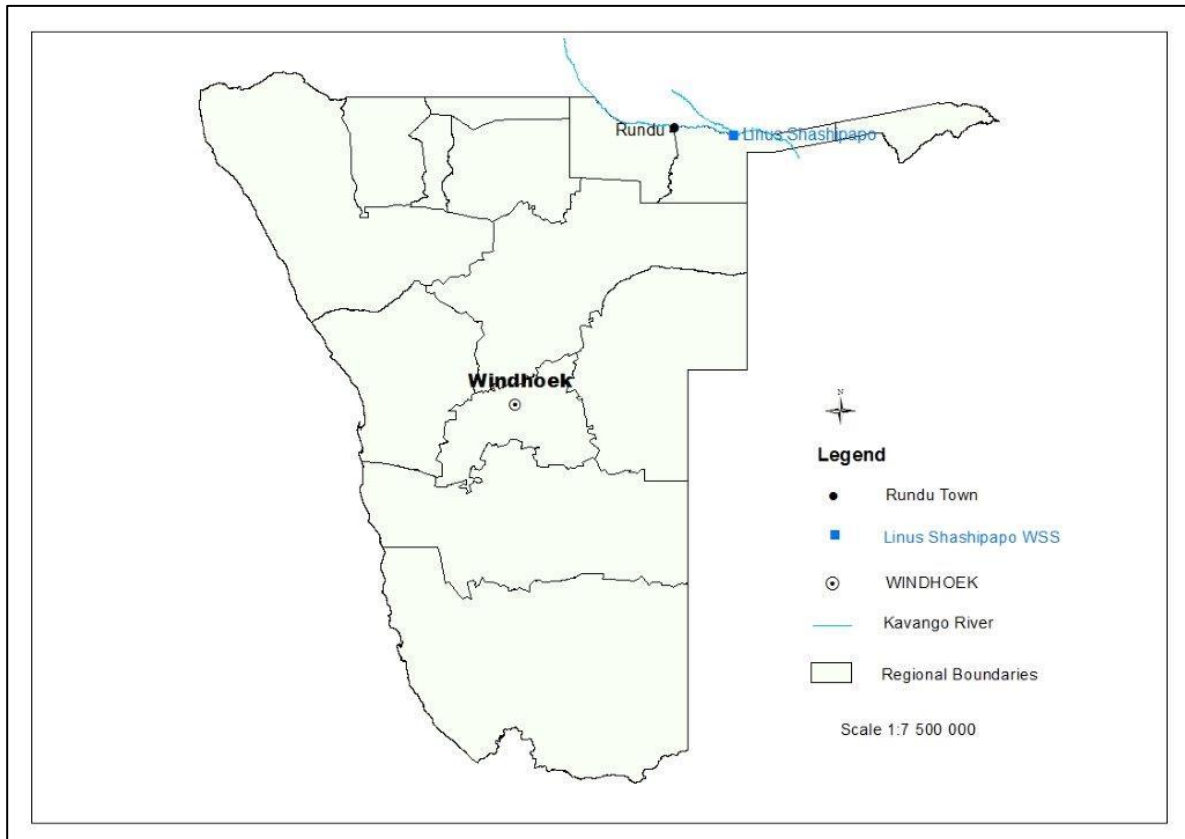 Rundu
Linus Shashipapo
Windhoek
N
Legend
Rundu Town
Linus Shashipapo WSS
WINDHOEK
Kavango River
Regional Boundaries
Scale 1:7 500 000